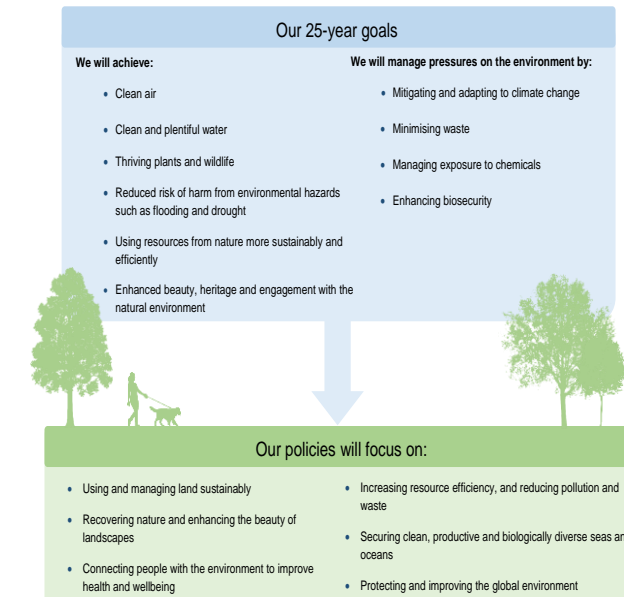 Our 25-year goals
We will achieve:
• Clean air
• Clean and plentiful water
• Thriving plants and wildlife
• Reduced risk of harm from environmental hazards
such as flooding and drought
• Using resources from nature more sustainably and
efficiently
• Enhanced beauty, heritage and engagement with the
natural environment
We will manage pressures on the environment by:
• Mitigating and adapting to climate change
• Minimising waste
• Managing exposure to chemicals
• Enhancing biosecurity
Our policies will focus on:
• Using and managing land sustainably
• Recovering nature and enhancing the beauty of
landscapes
• Connecting people with the environment to improve
health and wellbeing
• Increasing resource efficiency, and reducing pollution and
waste
• Securing clean, productive and biologically diverse seas
oceans
• Protecting and improving the global environment